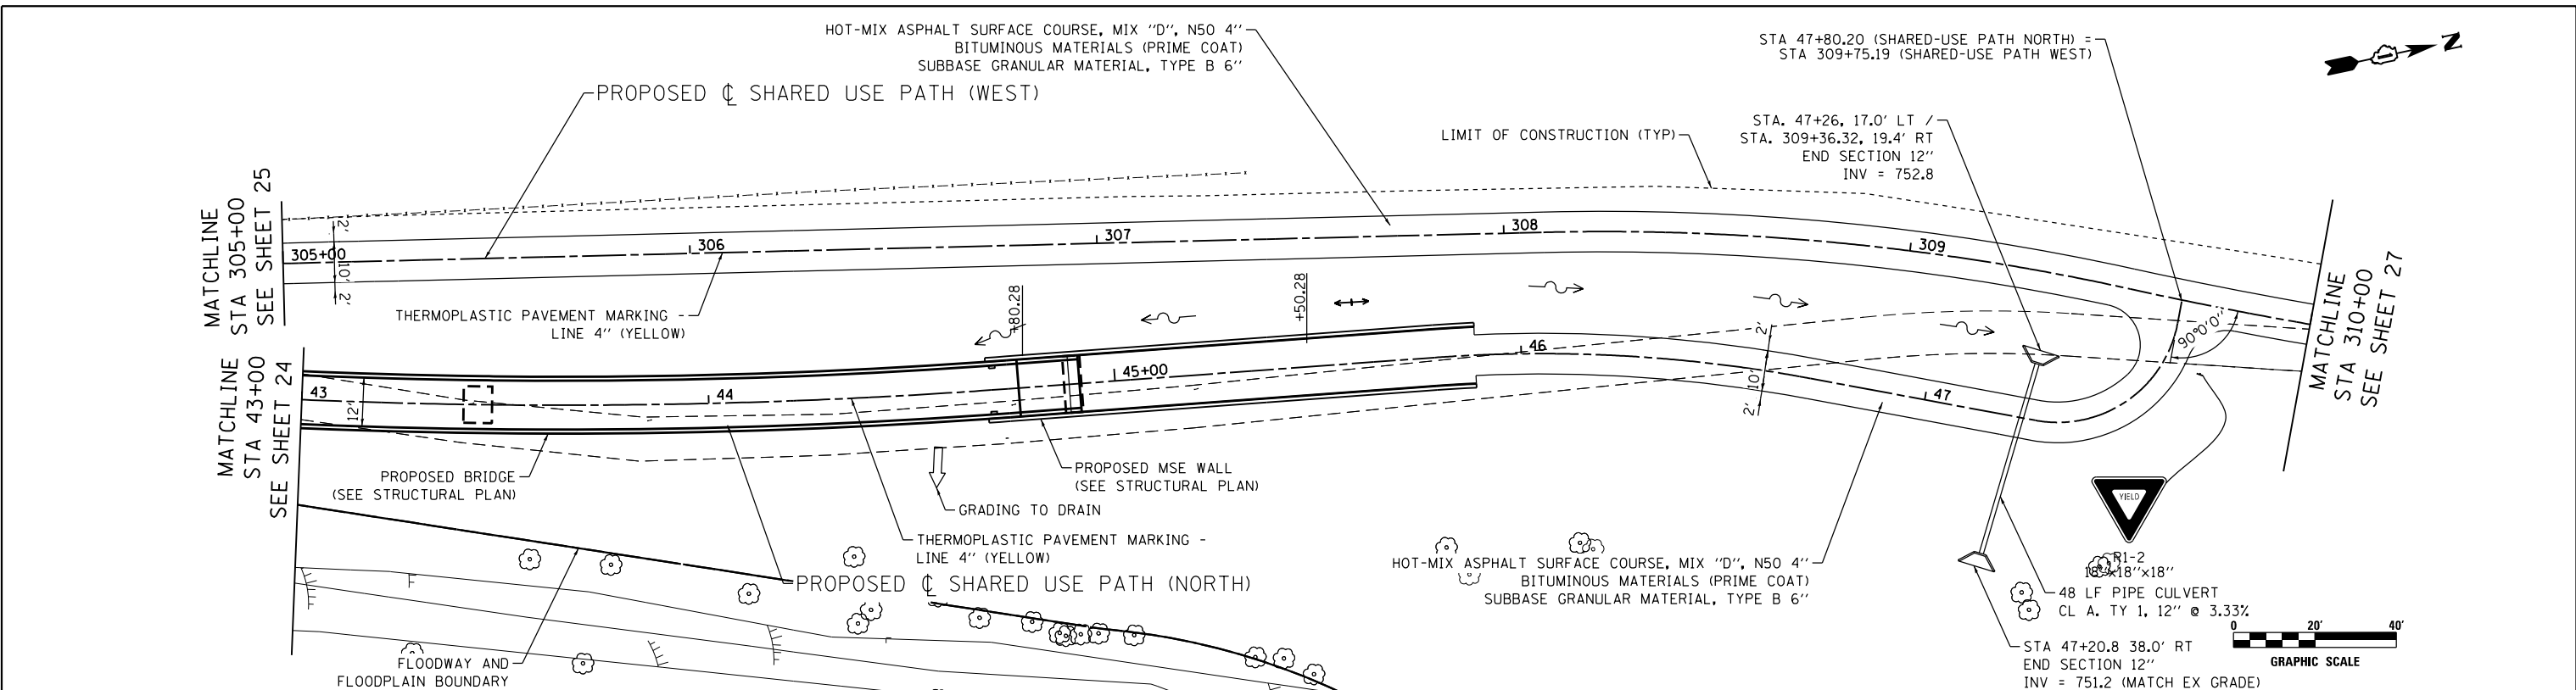 HOT-MIX ASPHALT SURFACE COURSE, MIX "D", N50 4"
BITUMINOUS MATERIALS (PRIME COAT)
SUBBASE GRANULAR MATERIAL, TYPE B 6"
PROPOSED ℄ SHARED USE PATH (WEST)
STA 47+80.20 (SHARED-USE PATH NORTH) =
STA 309+75.19 (SHARED-USE PATH WEST)
N
LIMIT OF CONSTRUCTION (TYP)
STA. 47+26, 17.0' LT /
STA. 309+36.32, 19.4' RT
END SECTION 12"
INV = 752.8
MATCHLINE
STA 305+00
SEE SHEET 25
2'
10'
2'
305+00
306
307
308
309
THERMOPLASTIC PAVEMENT MARKING -
LINE 4" (YELLOW)
+80.28
+50.28
90°0'0"
MATCHLINE
STA 310+00
SEE SHEET 27
MATCHLINE
STA 43+00
SEE SHEET 24
43
12'
44
45+00
46
47
2'
10'
2'
PROPOSED BRIDGE
(SEE STRUCTURAL PLAN)
PROPOSED MSE WALL
(SEE STRUCTURAL PLAN)
GRADING TO DRAIN
THERMOPLASTIC PAVEMENT MARKING -
LINE 4" (YELLOW)
PROPOSED ℄ SHARED USE PATH (NORTH)
HOT-MIX ASPHALT SURFACE COURSE, MIX "D", N50 4"
BITUMINOUS MATERIALS (PRIME COAT)
SUBBASE GRANULAR MATERIAL, TYPE B 6"
YIELD
R1-2
18"x18"x18"
48 LF PIPE CULVERT
CL A, TY 1, 12" @ 3.33%
STA 47+20.8 38.0' RT
END SECTION 12"
INV = 751.2 (MATCH EX GRADE)
0 20' 40'
GRAPHIC SCALE
FLOODWAY AND
FLOODPLAIN BOUNDARY